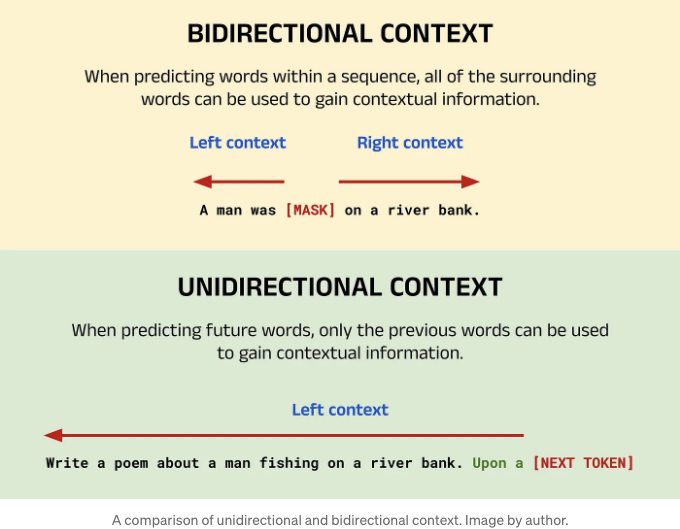 BIDIRECTIONAL CONTEXT
When predicting words within a sequence, all of the surrounding
words can be used to gain contextual information.
Left context Right context
A man was [MASK] on a river bank.
UNIDIRECTIONAL CONTEXT
When predicting future words, only the previous words can be used
to gain contextual information.
Left context
Write a poem about a man fishing on a river bank. Upon a [NEXT TOKEN]
A comparison of unidirectional and bidirectional context. Image by author.